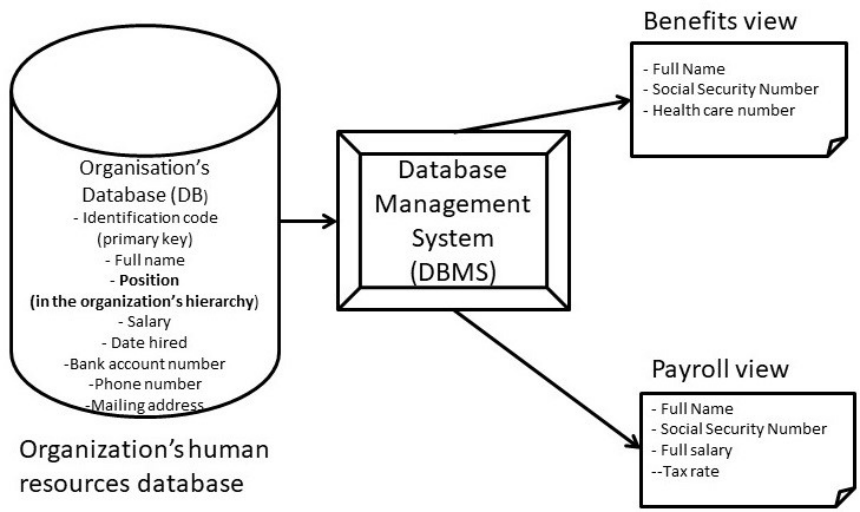 Organisation's
Database (DB)
- Identification code
(primary key)
- Full name
- Position
(in the organization's hierarchy)
- Salary
- Date hired
-Bank account number
-Phone number
-Mailing address
Organization's human
resources database
Database
Management
System
(DBMS)
Benefits view
- Full Name
- Social Security Number
- Health care number
Payroll view
- Full Name
- Social Security Number
- Full salary
--Tax rate